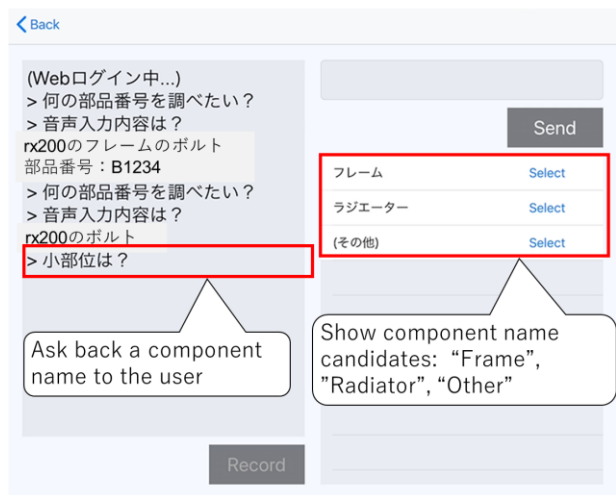 Back
(Webログイン中...)
> 何の部品番号を調べたい？
> 音声入力内容は？
rx200のフレームのボルト
部品番号：B1234
> 何の部品番号を調べたい？
> 音声入力内容は？
rx200のボルト
> 小部位は？
Ask back a component
name to the user
Record
Send
フレーム Select
ラジエーター Select
(その他) Select
Show component name
candidates: “Frame”,
”Radiator”, “Other”